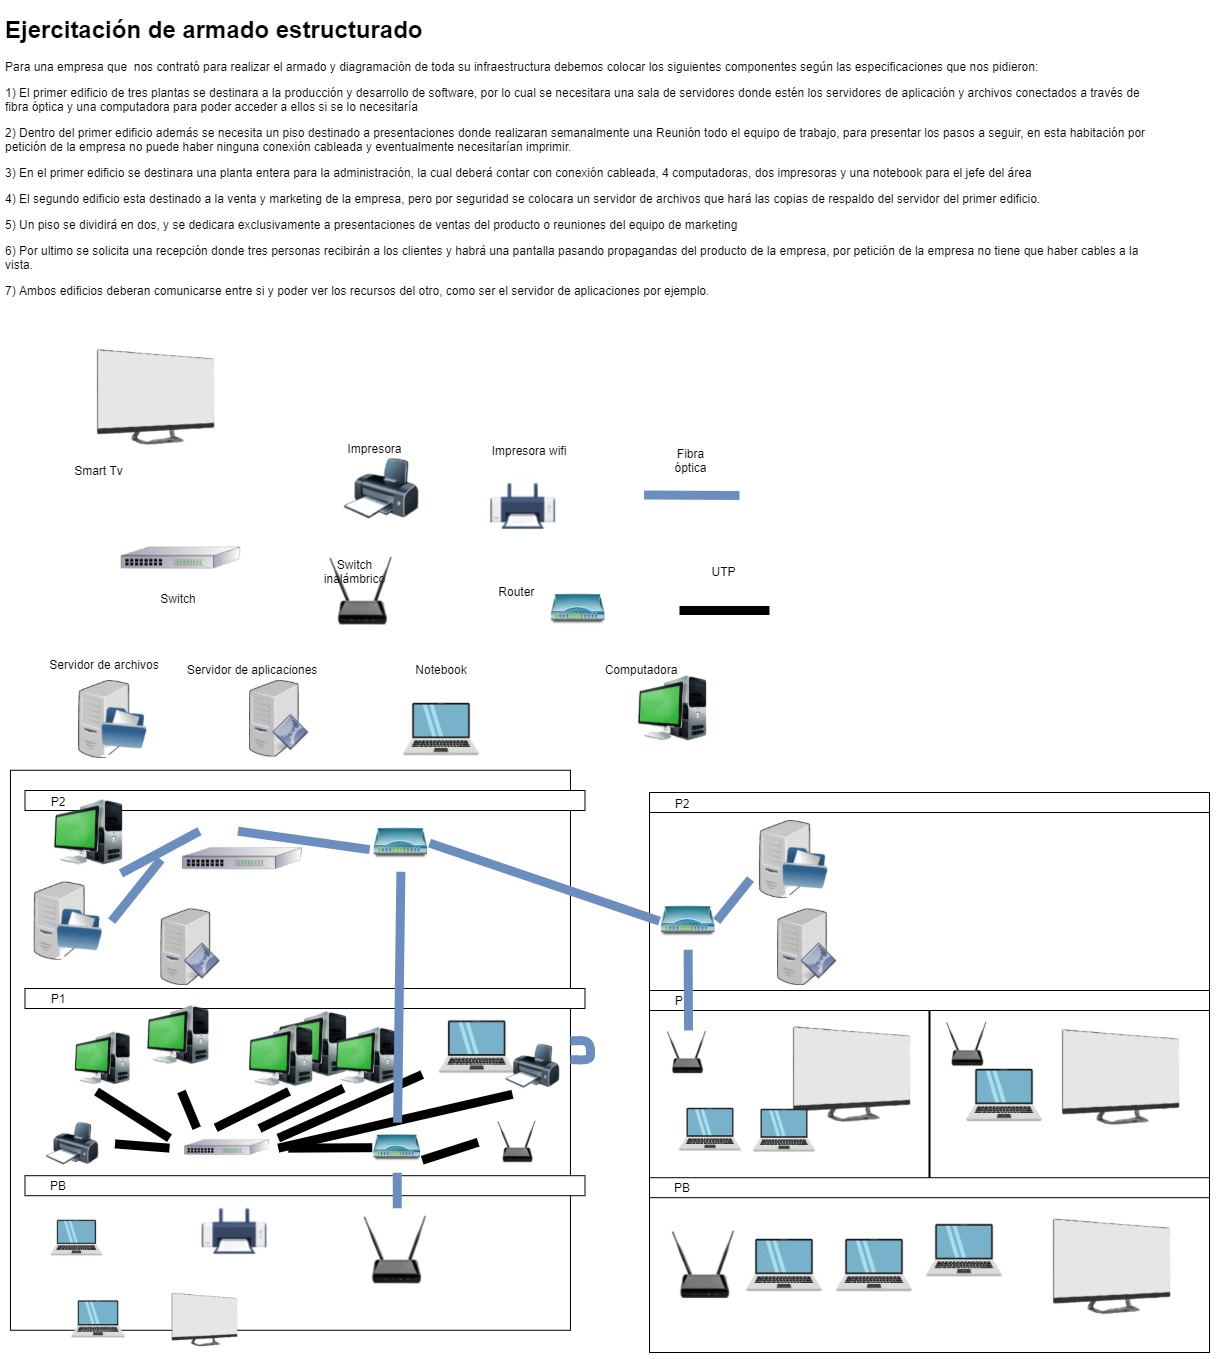 Ejercitación de armado estructurado
Para una empresa que  nos contrató para realizar el armado y diagramación de toda su infraestructura debemos colocar los siguientes componentes según las especificaciones que nos pidieron:
1) El primer edificio de tres plantas se destinara a la producción y desarrollo de software, por lo cual se necesitara una sala de servidores donde estén los servidores de aplicación y archivos conectados a través de
fibra óptica y una computadora para poder acceder a ellos si se lo necesitaría
2) Dentro del primer edificio además se necesita un piso destinado a presentaciones donde realizaran semanalmente una Reunión todo el equipo de trabajo, para presentar los pasos a seguir, en esta habitación por
petición de la empresa no puede haber ninguna conexión cableada y eventualmente necesitarían imprimir.
3) En el primer edificio se destinara una planta entera para la administración, la cual deberá contar con conexión cableada, 4 computadoras, dos impresoras y una notebook para el jefe del área
4) El segundo edificio esta destinado a la venta y marketing de la empresa, pero por seguridad se colocara un servidor de archivos que hará las copias de respaldo del servidor del primer edificio.
5) Un piso se dividirá en dos, y se dedicara exclusivamente a presentaciones de ventas del producto o reuniones del equipo de marketing
6) Por ultimo se solicita una recepción donde tres personas recibirán a los clientes y habrá una pantalla pasando propagandas del producto de la empresa, por petición de la empresa no tiene que haber cables a la
vista.
7) Ambos edificios deberan comunicarse entre si y poder ver los recursos del otro, como ser el servidor de aplicaciones por ejemplo.
Smart Tv
Impresora
Impresora wifi
Fibra
óptica
Switch
Switch
inalámbrico
Router
UTP
Servidor de archivos
Servidor de aplicaciones
Notebook
Computadora
P2
P2
P1
P
PB
PB